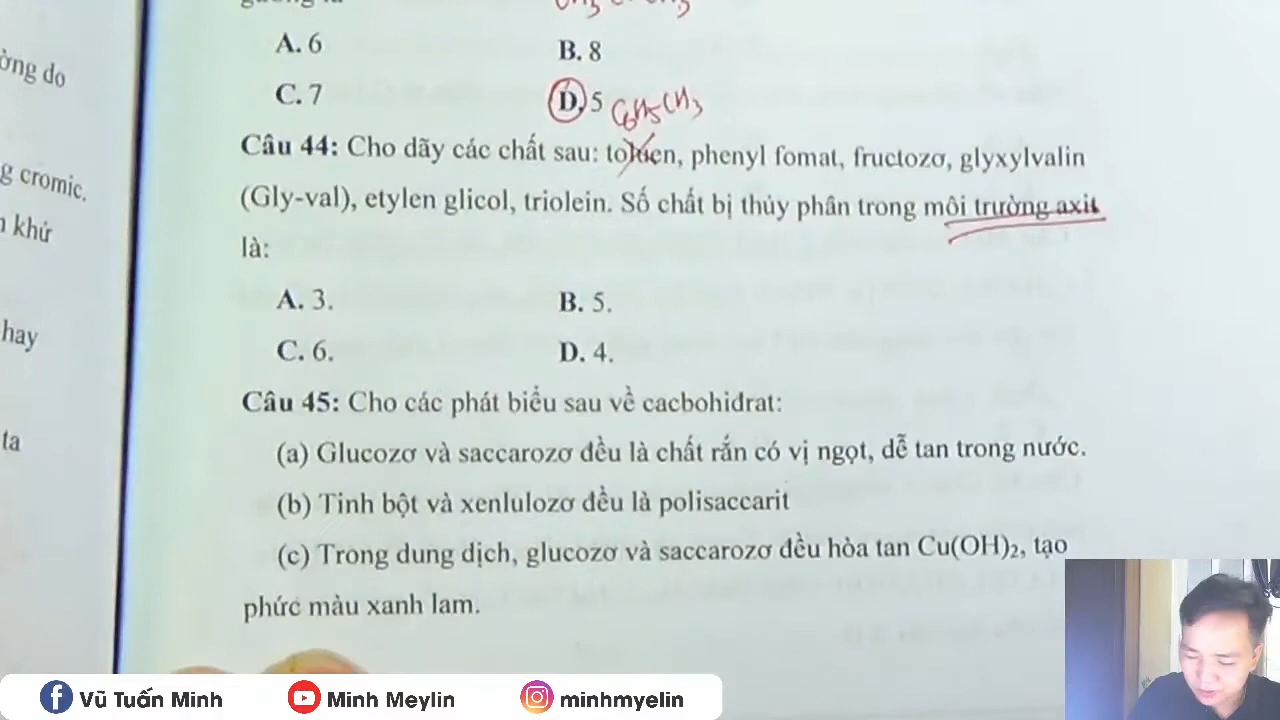 A. 6
B. 8
ờng do
C. 7
D. 5 C6H5CH3
Câu 44: Cho dãy các chất sau: toluen, phenyl fomat, fructozơ, glyxylvalin
g cromic.
(Gly-val), etylen glicol, triolein. Số chất bị thủy phân trong môi trường axit
khử
là:
A. 3.
B. 5.
hay
C. 6.
D. 4.
Câu 45: Cho các phát biểu sau về cacbohiđrat:
ta
(a) Glucozơ và saccarozơ đều là chất rắn có vị ngọt, dễ tan trong nước.
(b) Tinh bột và xenlulozơ đều là polisaccarit
(c) Trong dung dịch, glucozơ và saccarozơ đều hòa tan Cu(OH)₂, tạo
phức màu xanh lam.
Vũ Tuấn Minh
Minh Meylin
minhmyelin